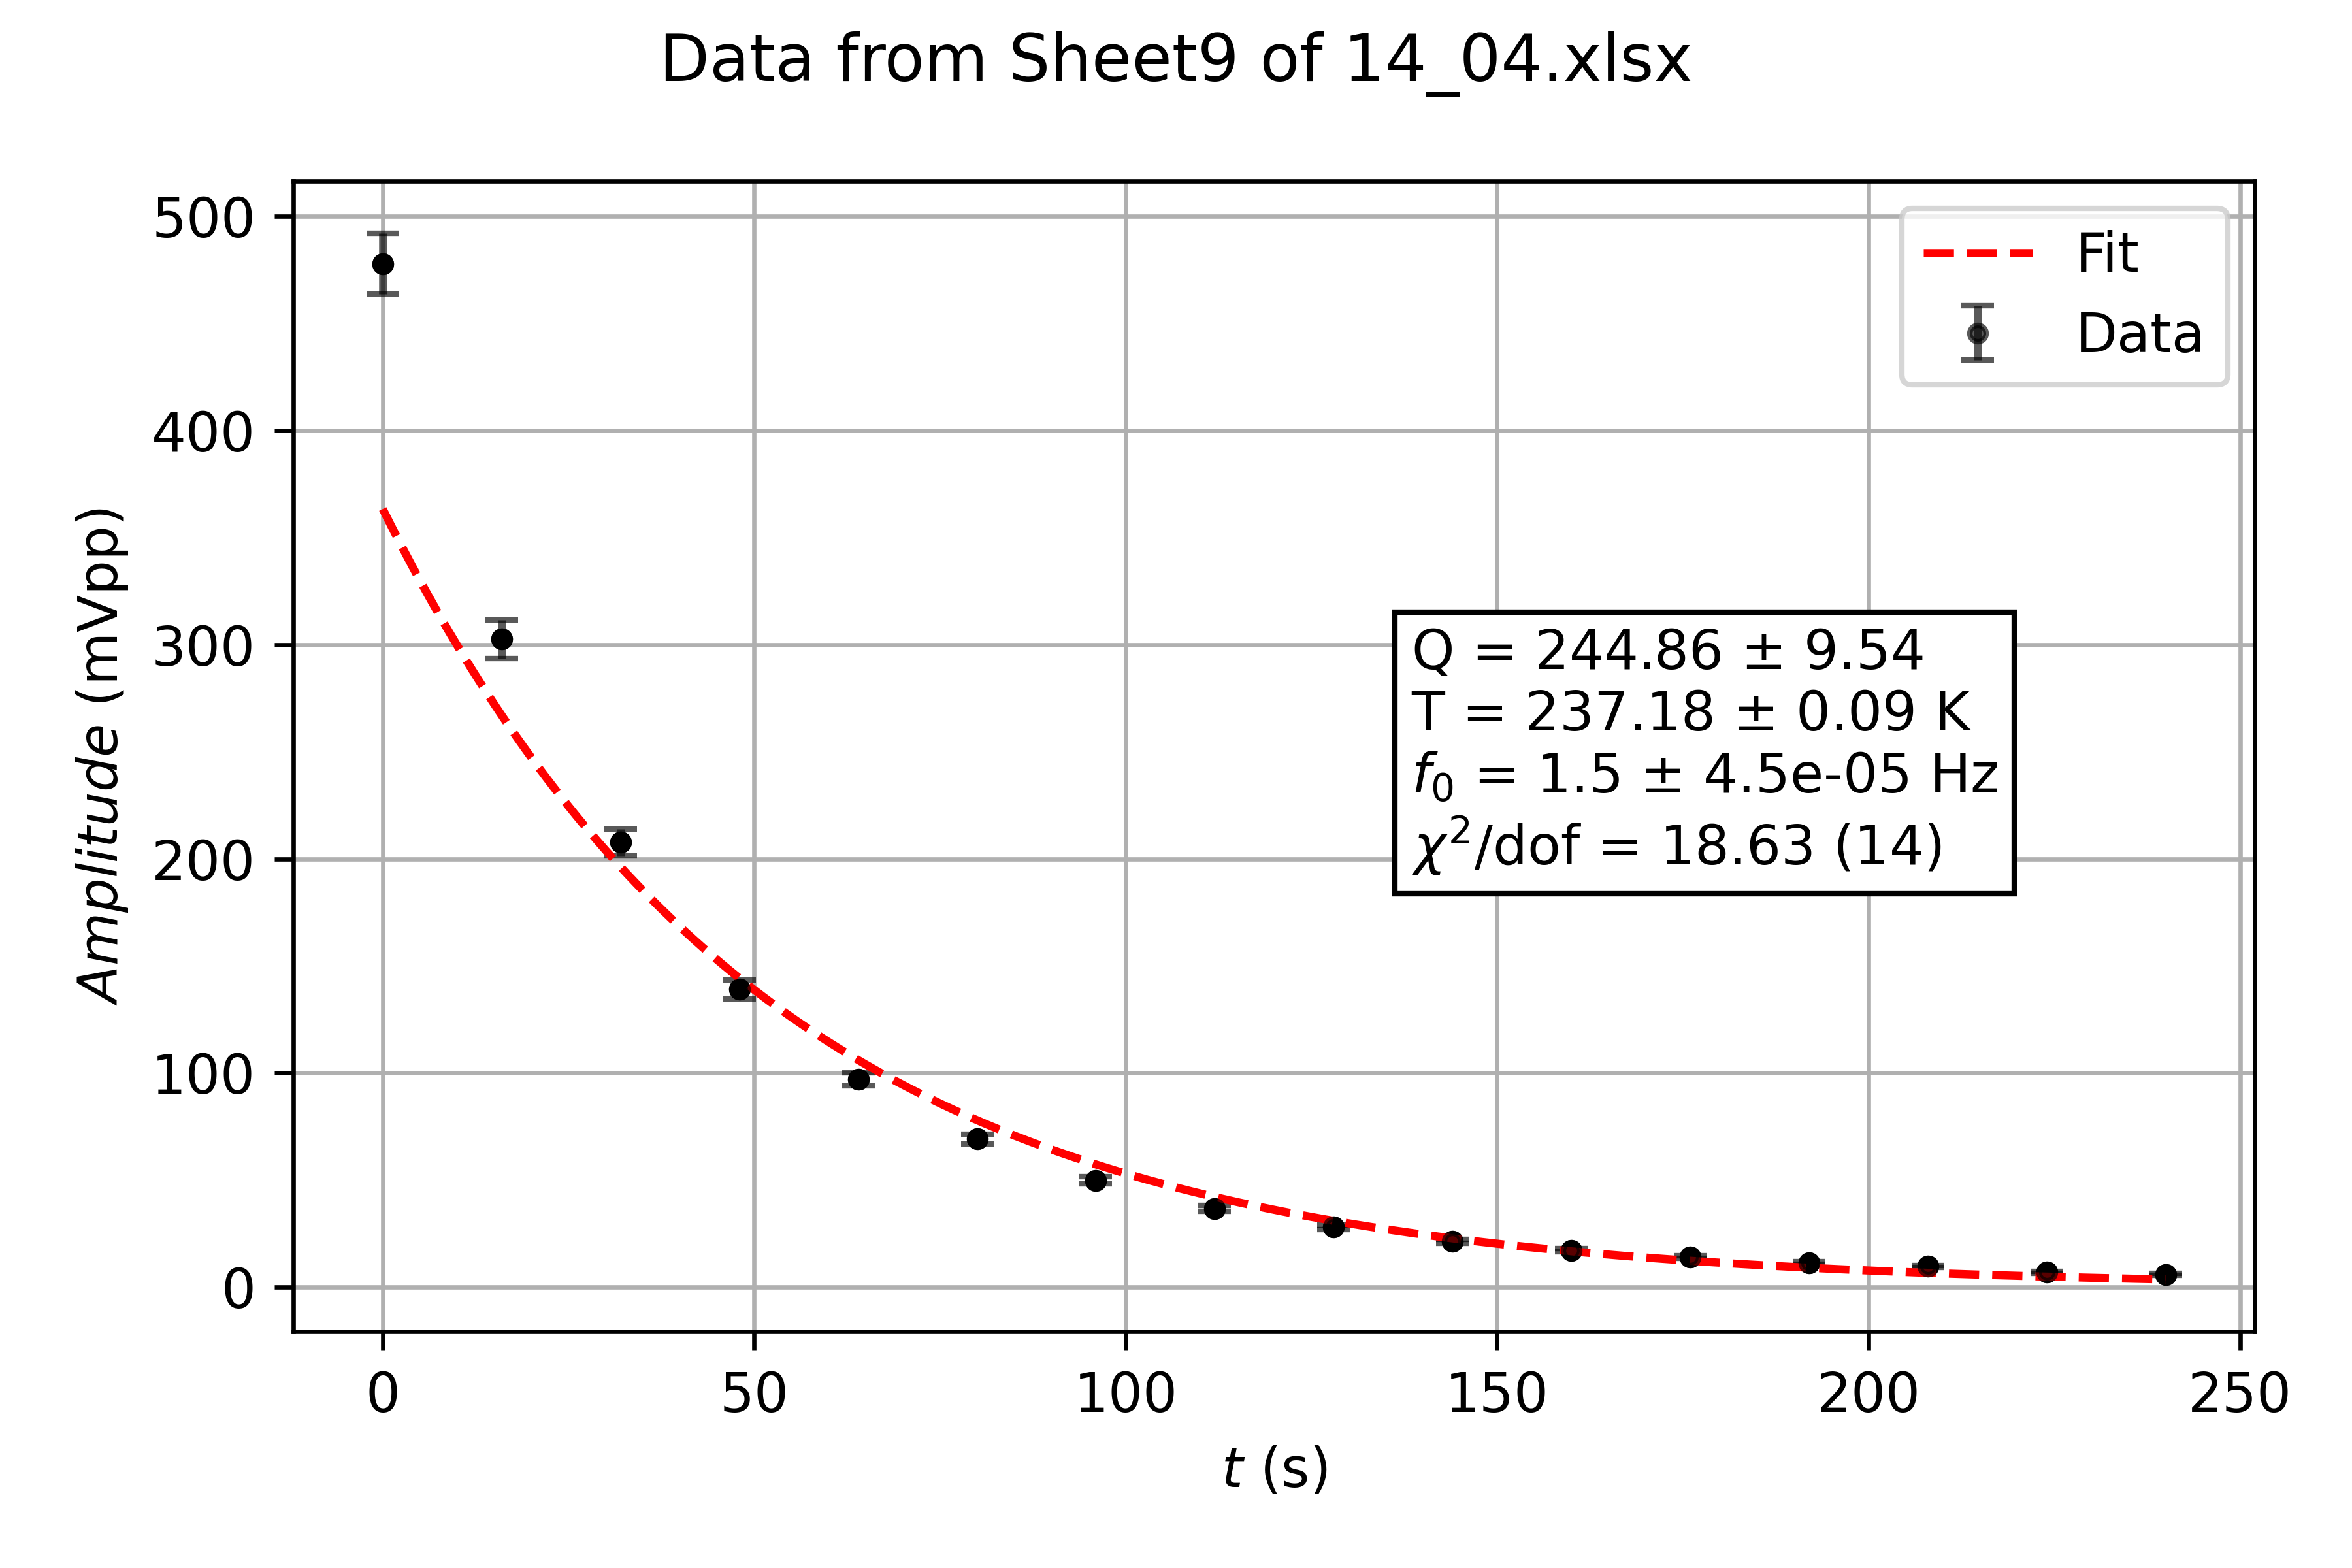 Data from Sheet9 of 14_04.xlsx
500
400
300
200
100
0
Amplitude (mVpp)
Fit
Data
Q = 244.86 ± 9.54
T = 237.18 ± 0.09 K
f₀ = 1.5 ± 4.5e-05 Hz
χ²/dof = 18.63 (14)
0 50 100 150 200 250
t (s)